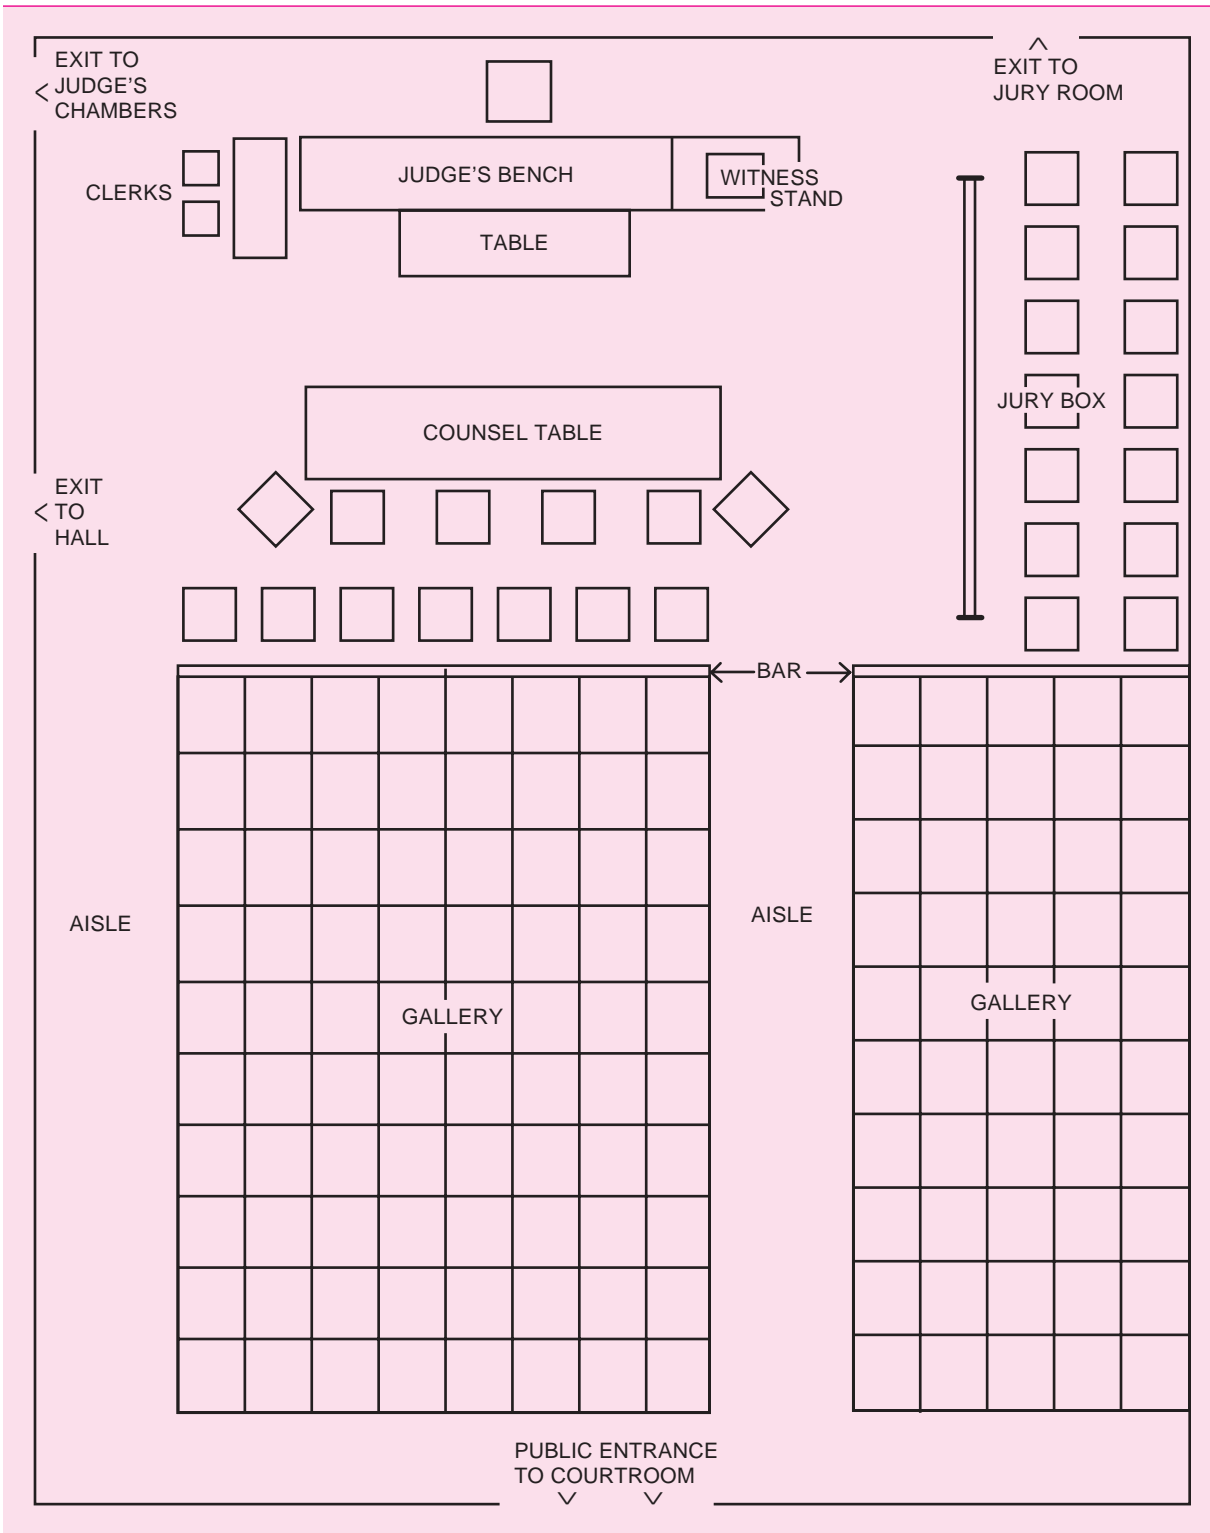 EXIT TO
JUDGE’S
CHAMBERS
EXIT TO
JURY ROOM
CLERKS
JUDGE’S BENCH
WITNESS
STAND
TABLE
COUNSEL TABLE
JURY BOX
EXIT
TO
HALL
BAR
AISLE
AISLE
GALLERY
GALLERY
PUBLIC ENTRANCE
TO COURTROOM